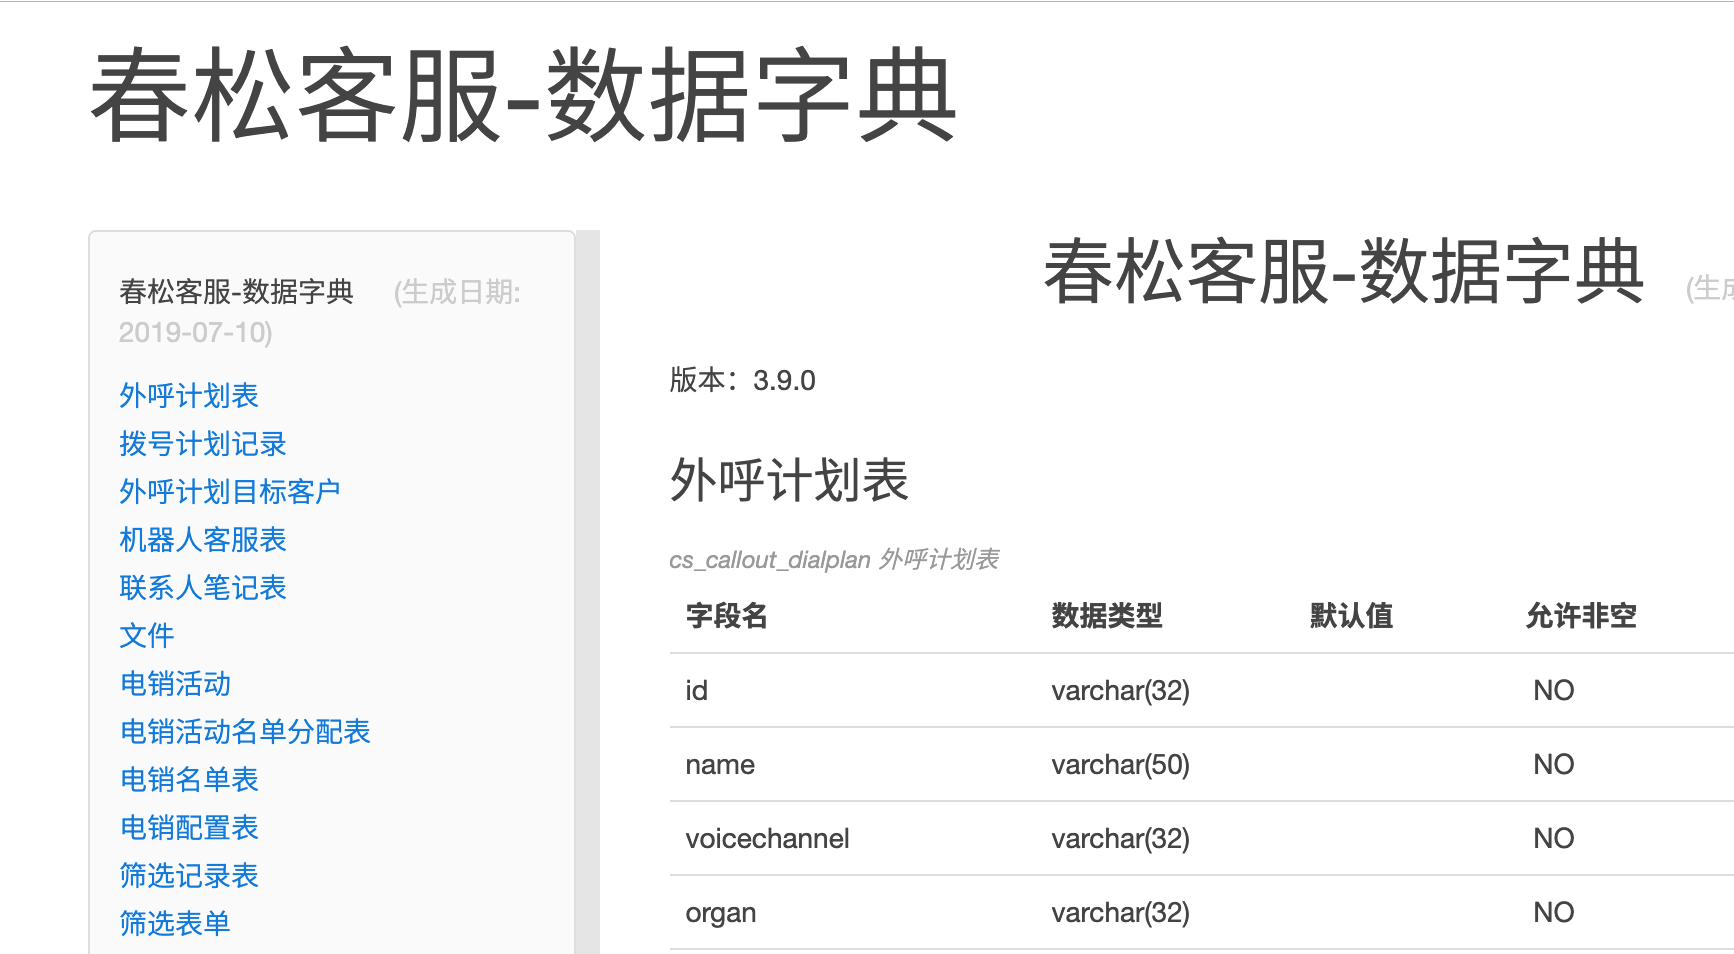 春松客服-数据字典
春松客服-数据字典 (生成日期:
2019-07-10)
外呼计划表
拨号计划记录
外呼计划目标客户
机器人客服表
联系人笔记表
文件
电销活动
电销活动名单分配表
电销名单表
电销配置表
筛选记录表
筛选表单
春松客服-数据字典 (生成
版本：3.9.0
外呼计划表
cs_callout_dialplan 外呼计划表
字段名 数据类型 默认值 允许非空
id varchar(32) NO
name varchar(50) NO
voicechannel varchar(32) NO
organ varchar(32) NO